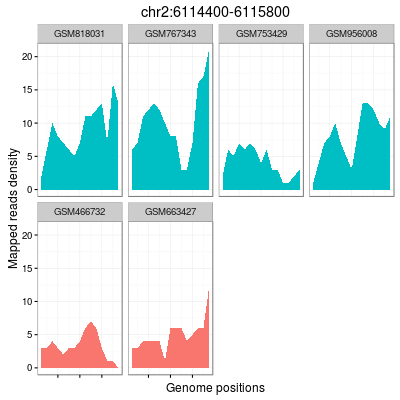 chr2:6114400-6115800
GSM818031 GSM767343 GSM753429 GSM956008
20
15
10
5
0
Mapped reads density
GSM466732 GSM663427
20
15
10
5
0
Genome positions